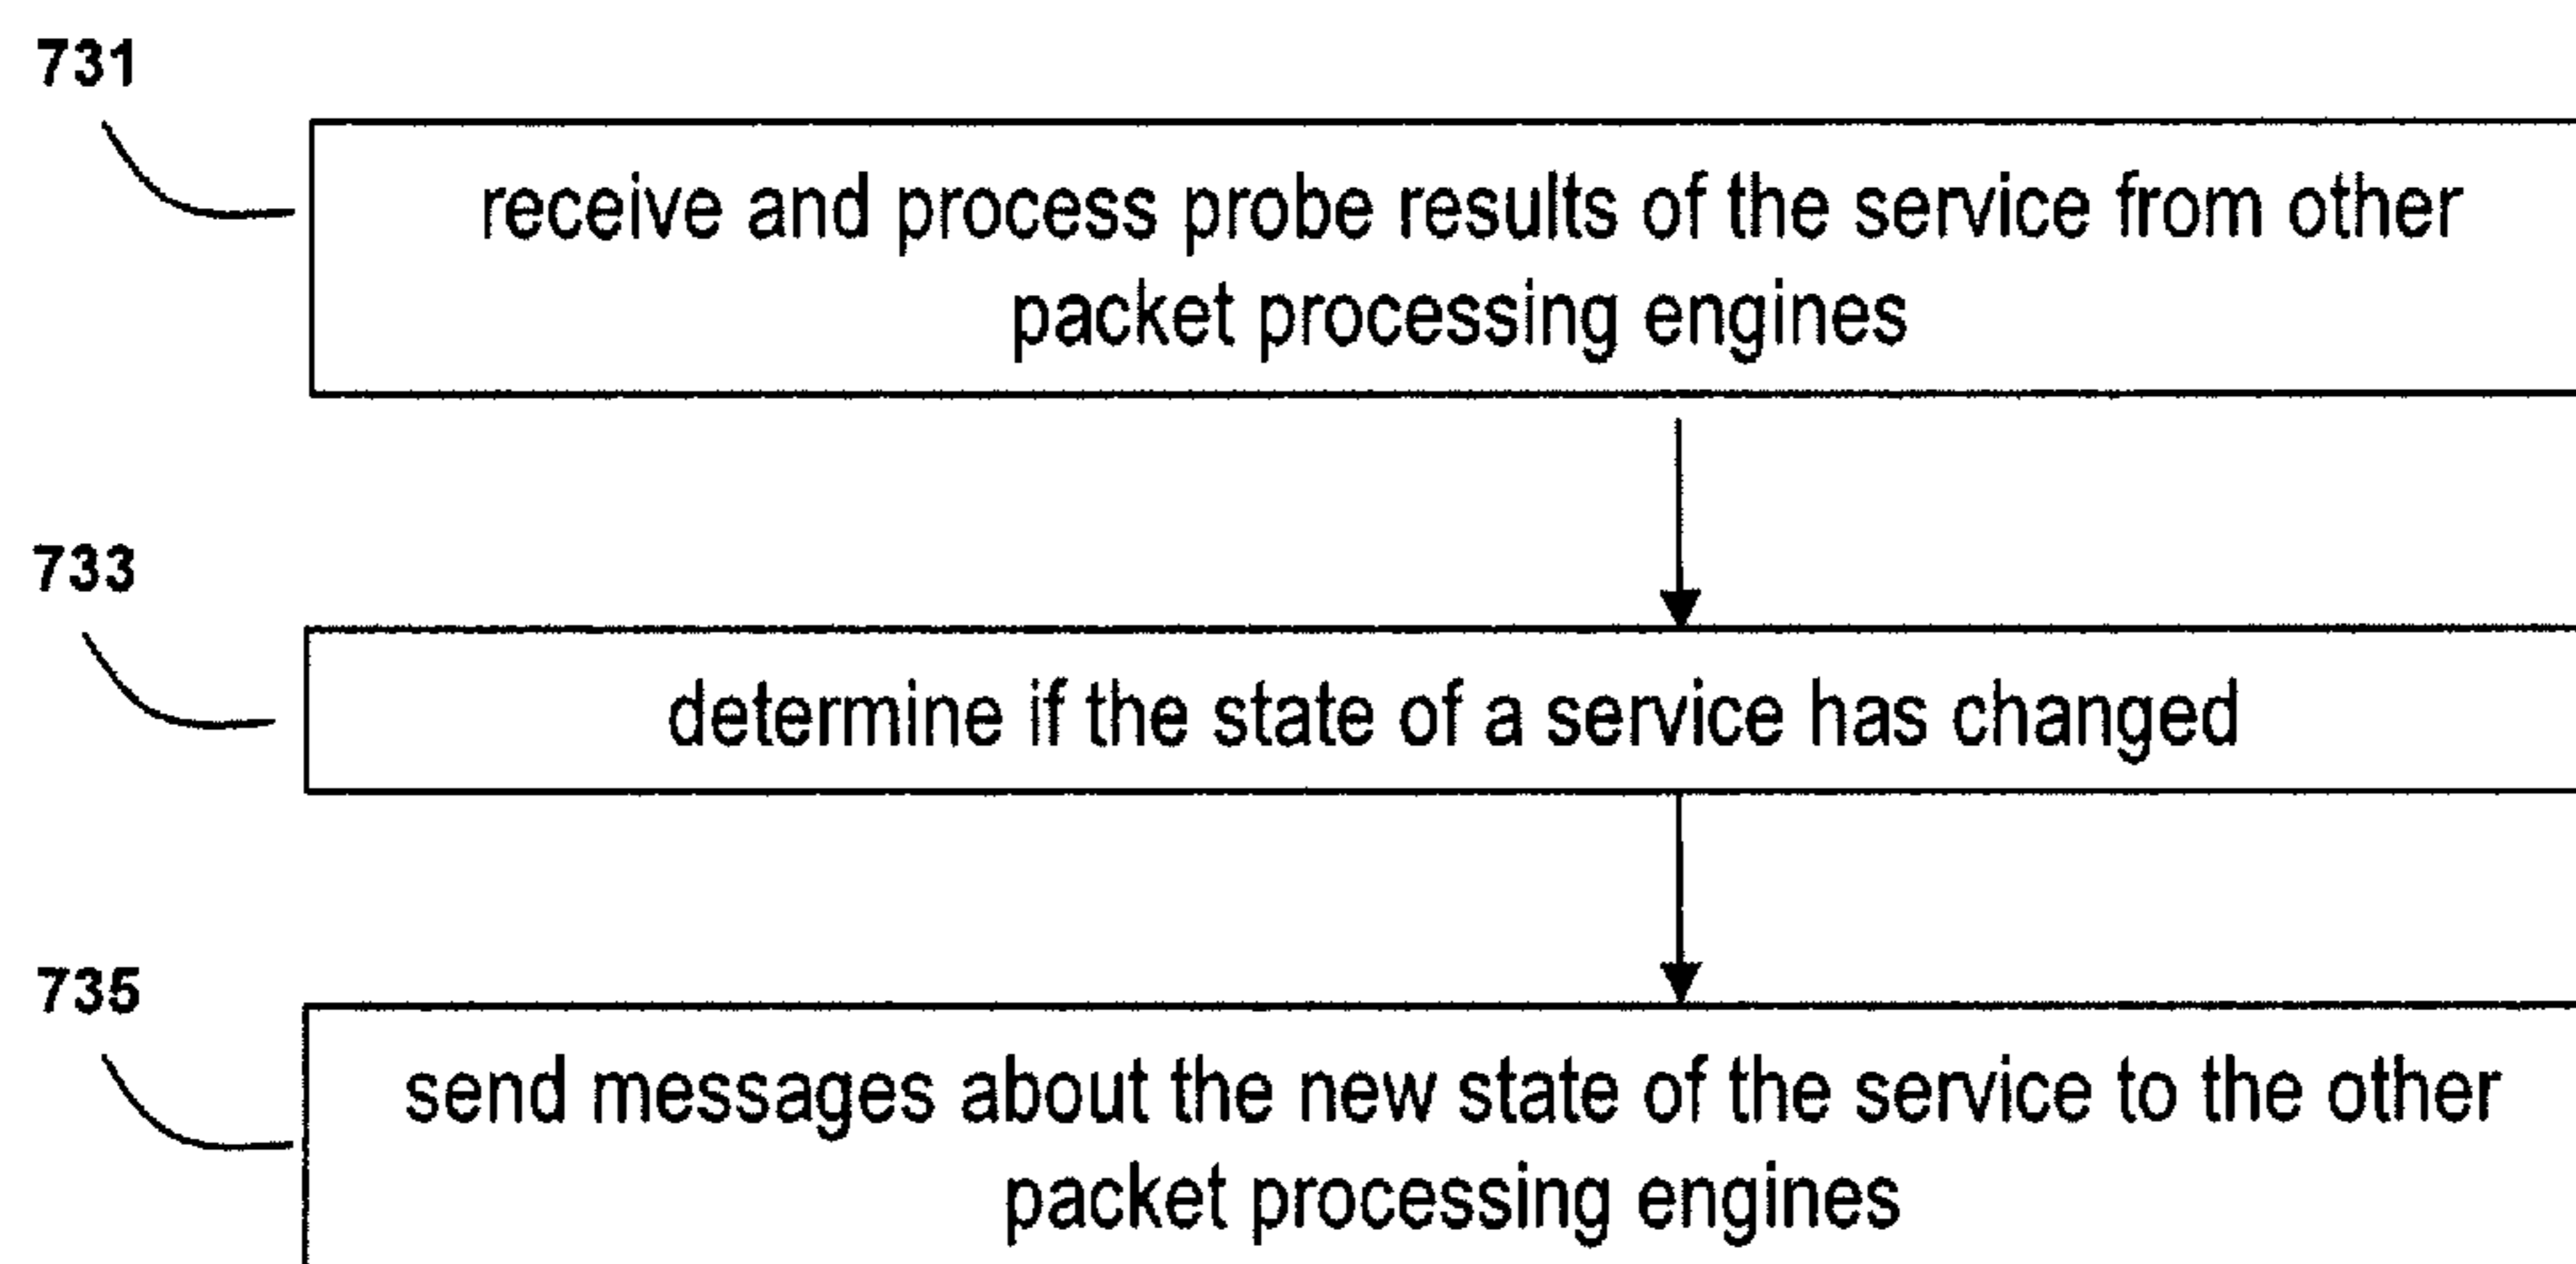 731
receive and process probe results of the service from other
packet processing engines
733
determine if the state of a service has changed
735
send messages about the new state of the service to the other
packet processing engines